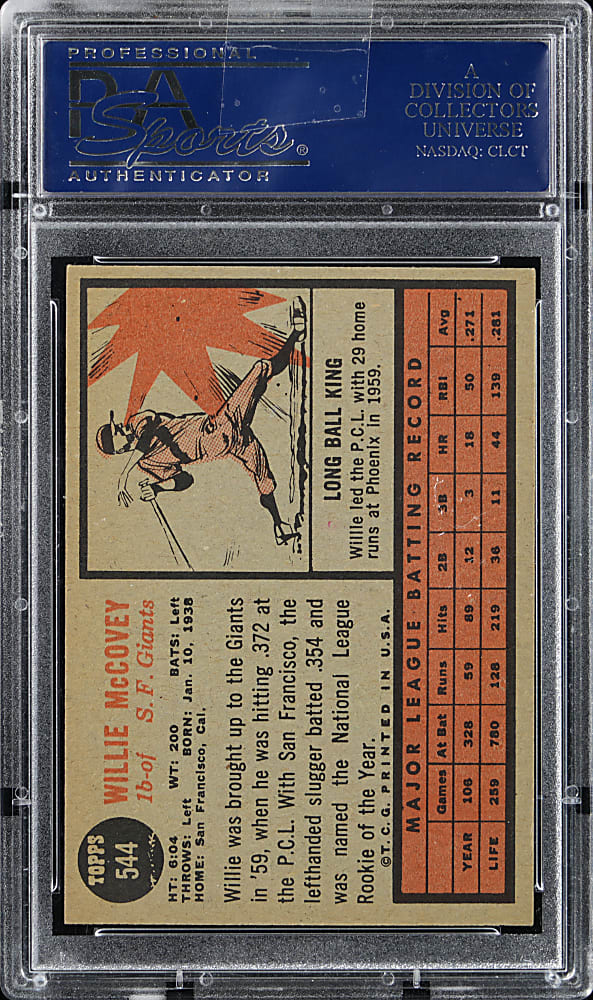 PROFESSIONAL
PSA
Sports®
AUTHENTICATOR
A
DIVISION OF
COLLECTORS
UNIVERSE
NASDAQ: CLCT
TOPPS
544
WILLIE McCOVEY
1b-of S. F. Giants
HT: 6:04 WT: 200 BATS: Left
THROWS: Left BORN: Jan. 10, 1938
HOME: San Francisco, Cal.
Willie was brought up to the Giants
in '59, when he was hitting .372 at
the P.C.L. With San Francisco, the
lefthanded slugger batted .354 and
was named the National League
Rookie of the Year.
©T.C.G. PRINTED IN U.S.A.
LONG BALL KING
Willie led the P.C.L. with 29 home
runs at Phoenix in 1959.
MAJOR LEAGUE BATTING RECORD
Games At Bat Runs Hits 2B 3B HR RBI Avg
YEAR 106 328 59 89 12 3 18 50 .271
LIFE 259 780 128 219 36 11 44 139 .281